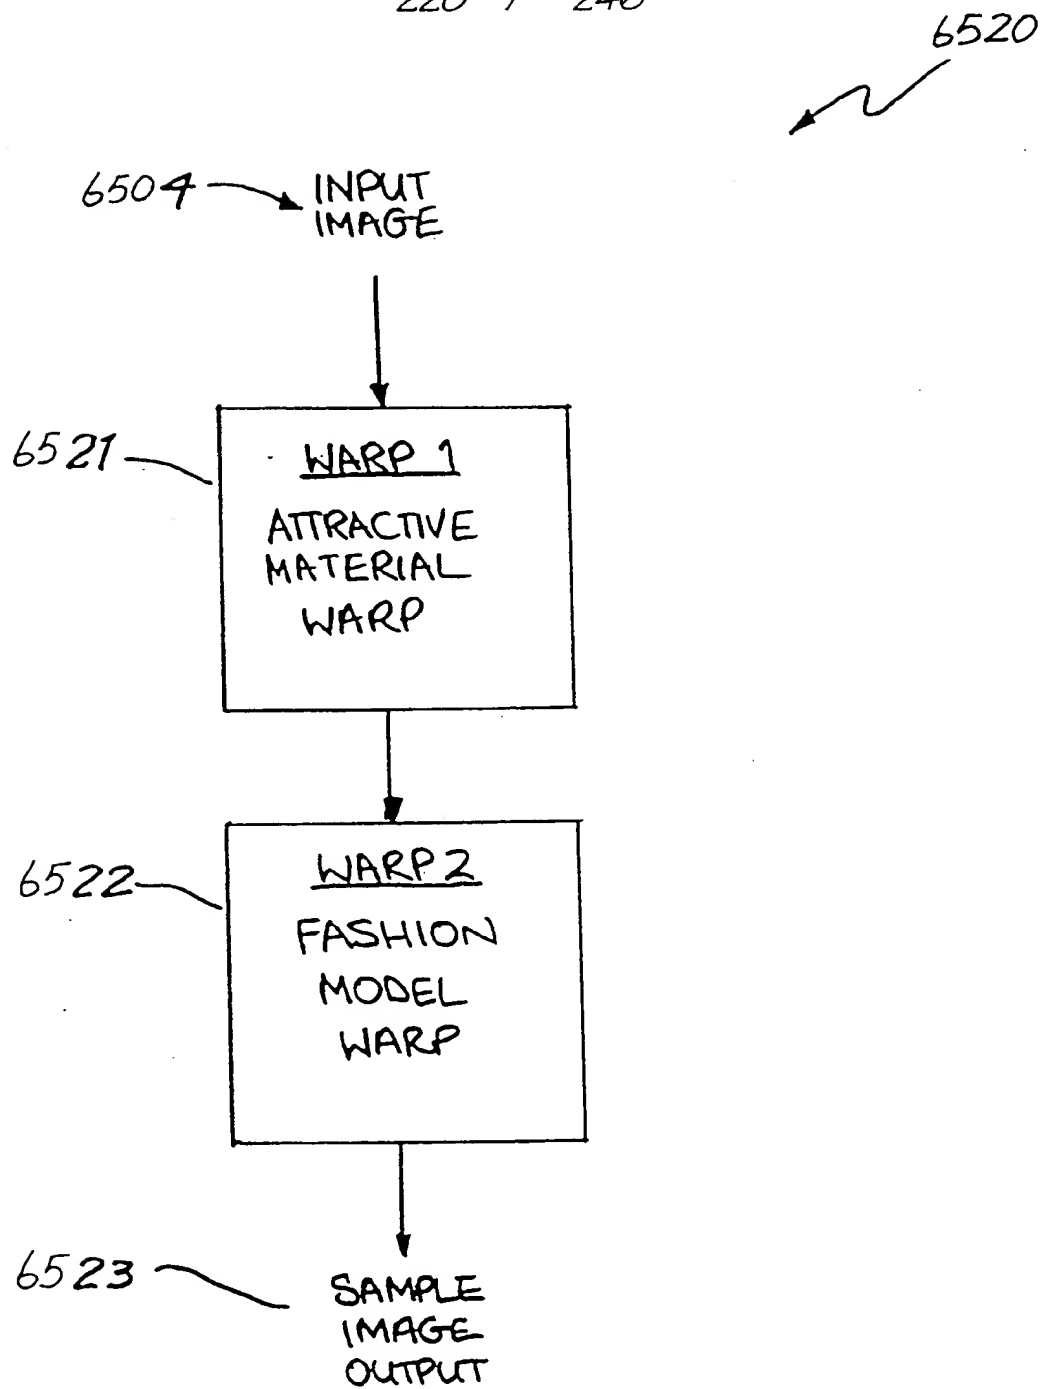 6520
6504
INPUT
IMAGE
6521
WARP 1
ATTRACTIVE
MATERIAL
WARP
6522
WARP 2
FASHION
MODEL
WARP
6523
SAMPLE
IMAGE
OUTPUT